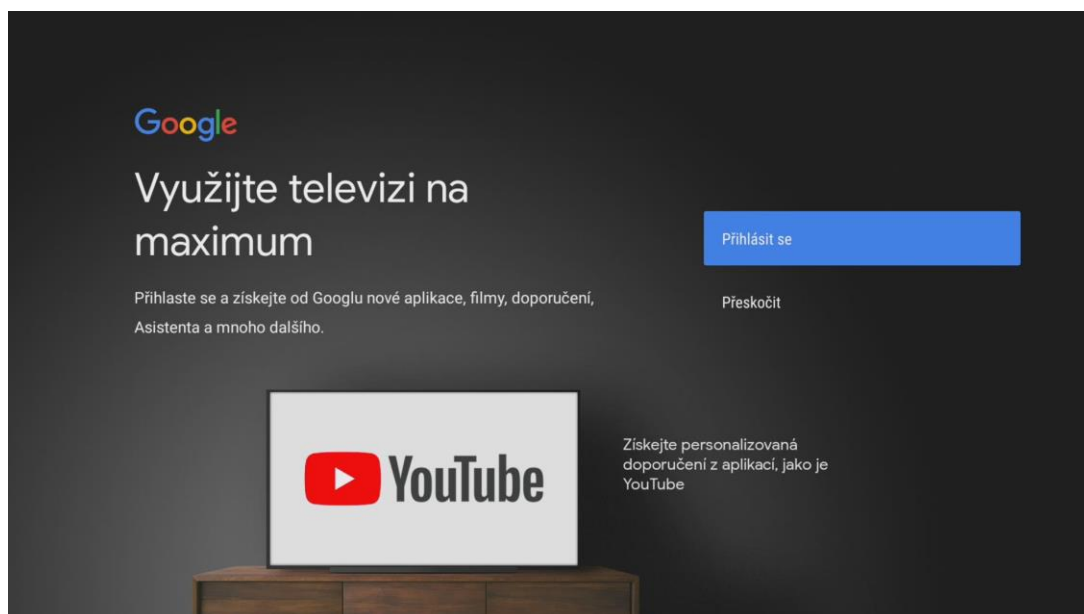 Google
Využijte televizi na
maximum
Přihlaste se a získejte od Googlu nové aplikace, filmy, doporučení,
Asistenta a mnoho dalšího.
Přihlásit se
Přeskočit
YouTube
Získejte personalizovaná
doporučení z aplikací, jako je
YouTube